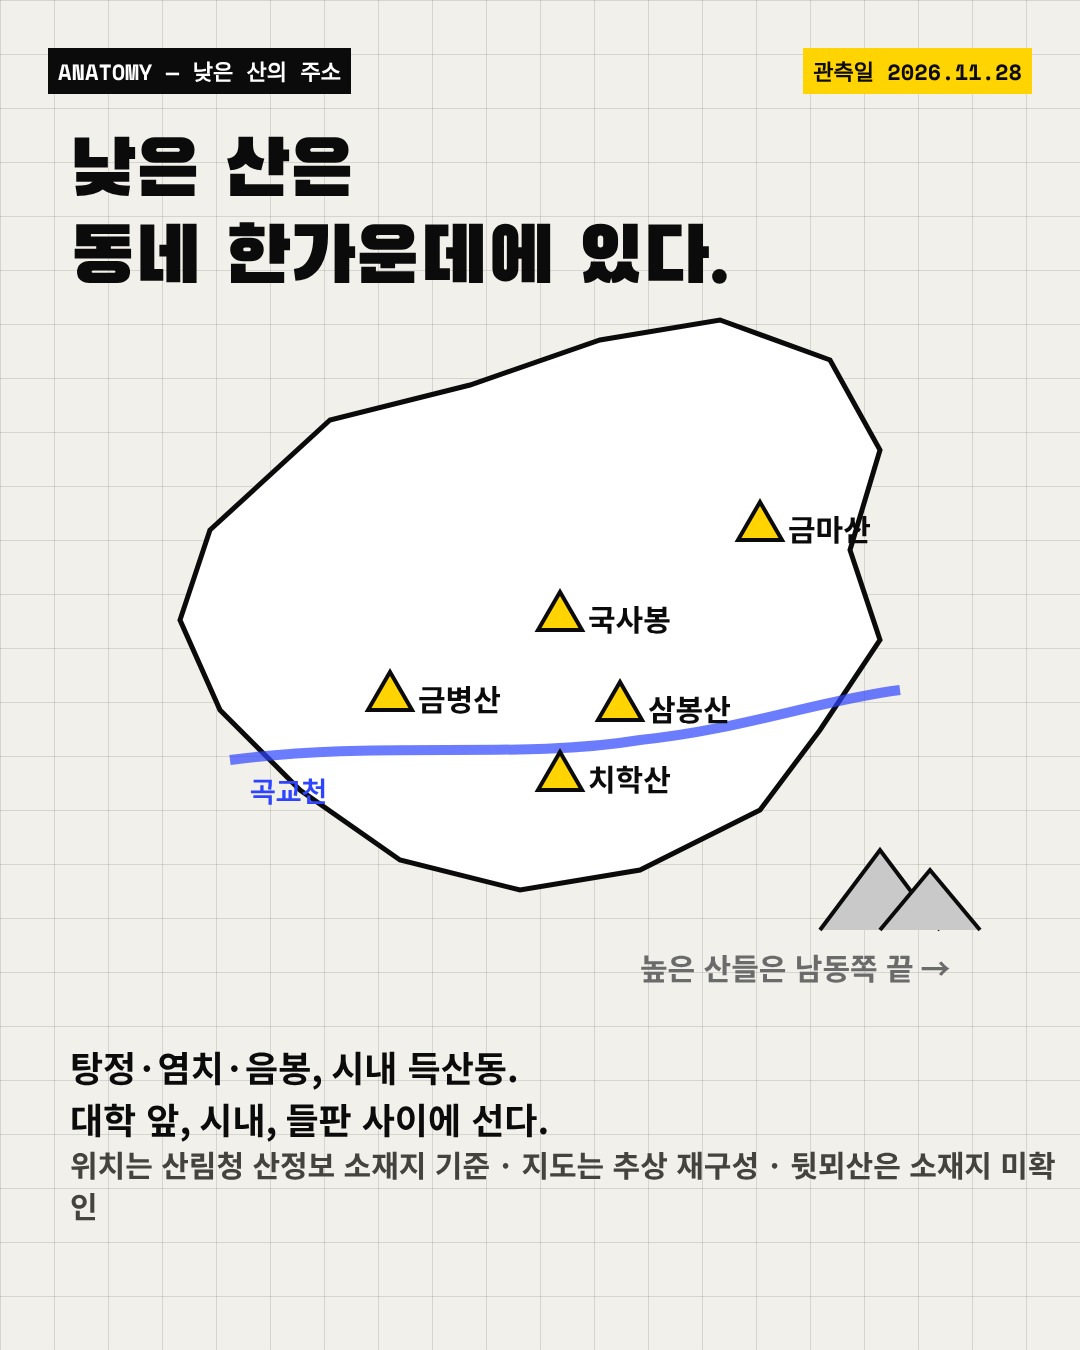 ANATOMY — 낮은 산의 주소
관측일 2026.11.28
낮은 산은
동네 한가운데에 있다.
금마산
국사봉
금병산
삼봉산
치학산
곡교천
높은 산들은 남동쪽 끝 →
탕정·염치·음봉, 시내 득산동.
대학 앞, 시내, 들판 사이에 선다.
위치는 산림청 산정보 소재지 기준 · 지도는 추상 재구성 · 뒷뫼산은 소재지 미확
인